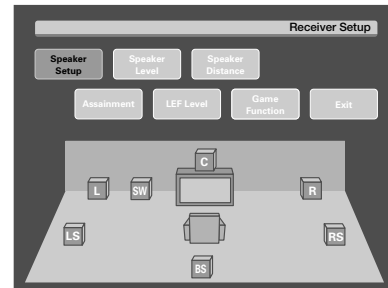 Receiver Setup
Speaker Setup
Speaker Level
Speaker Distance
Assainment
LEF Level
Game Function
Exit
C
L
SW
R
LS
RS
BS